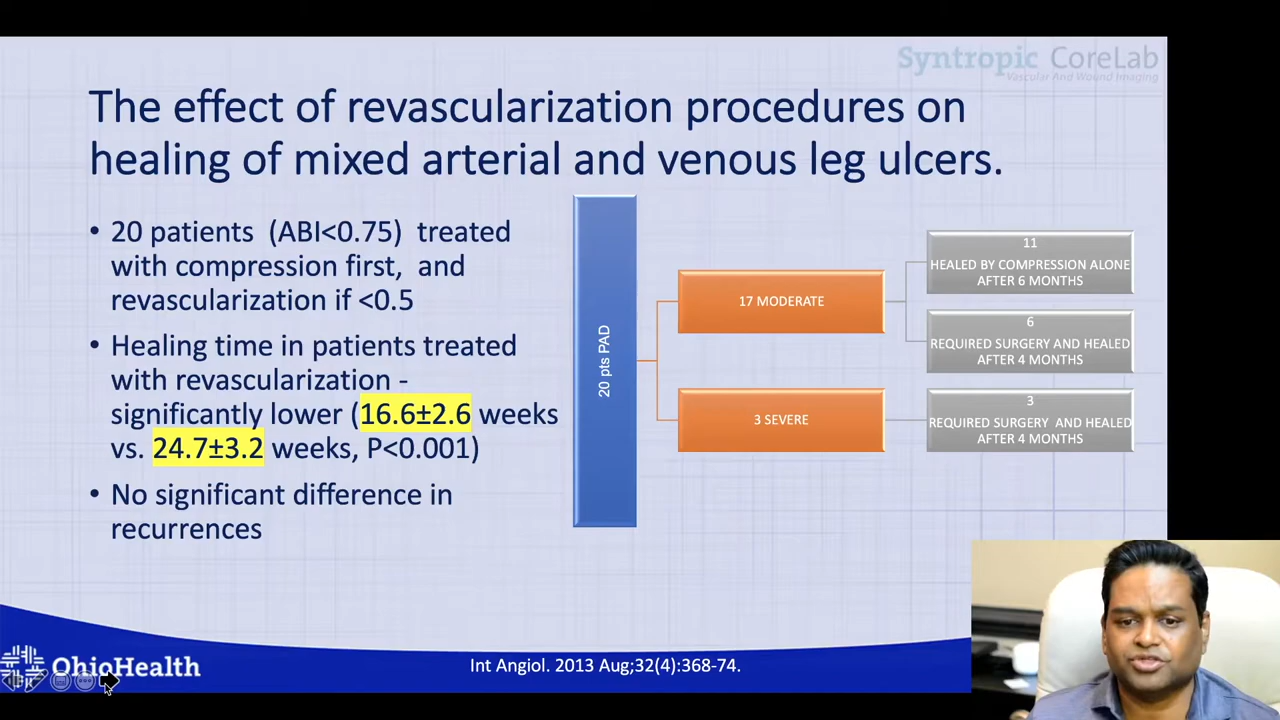 Syntropic CoreLab
Vascular And Wound Imaging
The effect of revascularization procedures on
healing of mixed arterial and venous leg ulcers.
• 20 patients (ABI<0.75) treated
with compression first, and
revascularization if <0.5
• Healing time in patients treated
with revascularization -
significantly lower (16.6±2.6 weeks
vs. 24.7±3.2 weeks, P<0.001)
• No significant difference in
recurrences
20 pts PAD
17 MODERATE
3 SEVERE
11
HEALED BY COMPRESSION ALONE
AFTER 6 MONTHS
6
REQUIRED SURGERY AND HEALED
AFTER 4 MONTHS
3
REQUIRED SURGERY AND HEALED
AFTER 4 MONTHS
OhioHealth
Int Angiol. 2013 Aug;32(4):368-74.